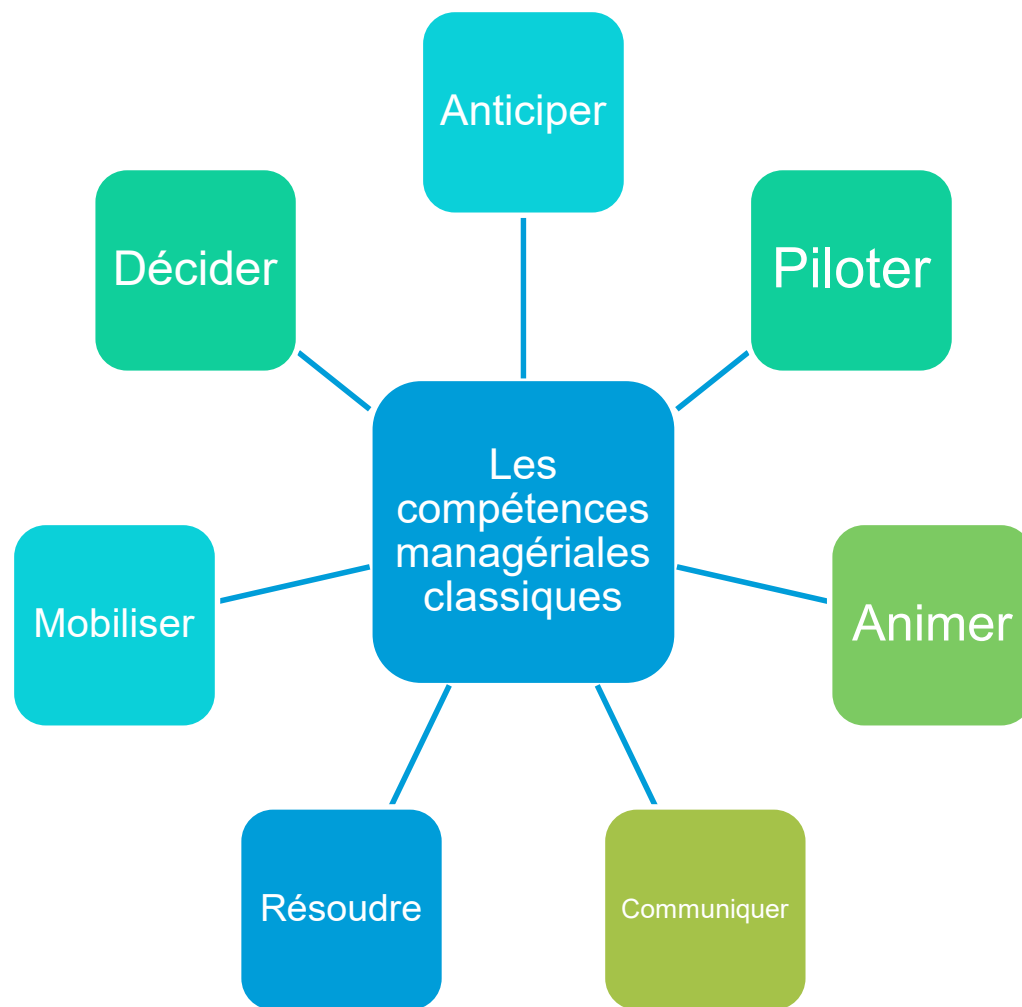 Anticiper
Décider
Piloter
Les
compétences
managériales
classiques
Mobiliser
Animer
Résoudre
Communiquer